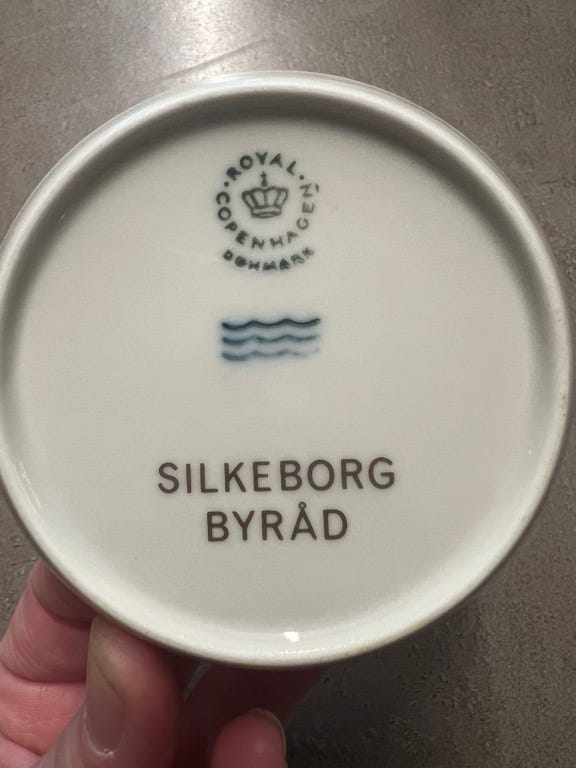 ROYAL
COPENHAGEN
DENMARK
SILKEBORG
BYRÅD